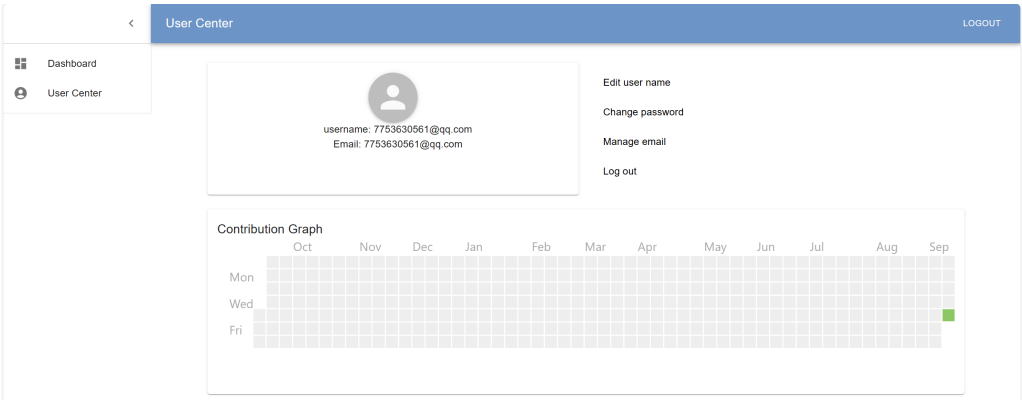 User Center
LOGOUT
Dashboard
User Center
username: 7753630561@qq.com
Email: 7753630561@qq.com
Edit user name
Change password
Manage email
Log out
Contribution Graph
Oct Nov Dec Jan Feb Mar Apr May Jun Jul Aug Sep
Mon
Wed
Fri